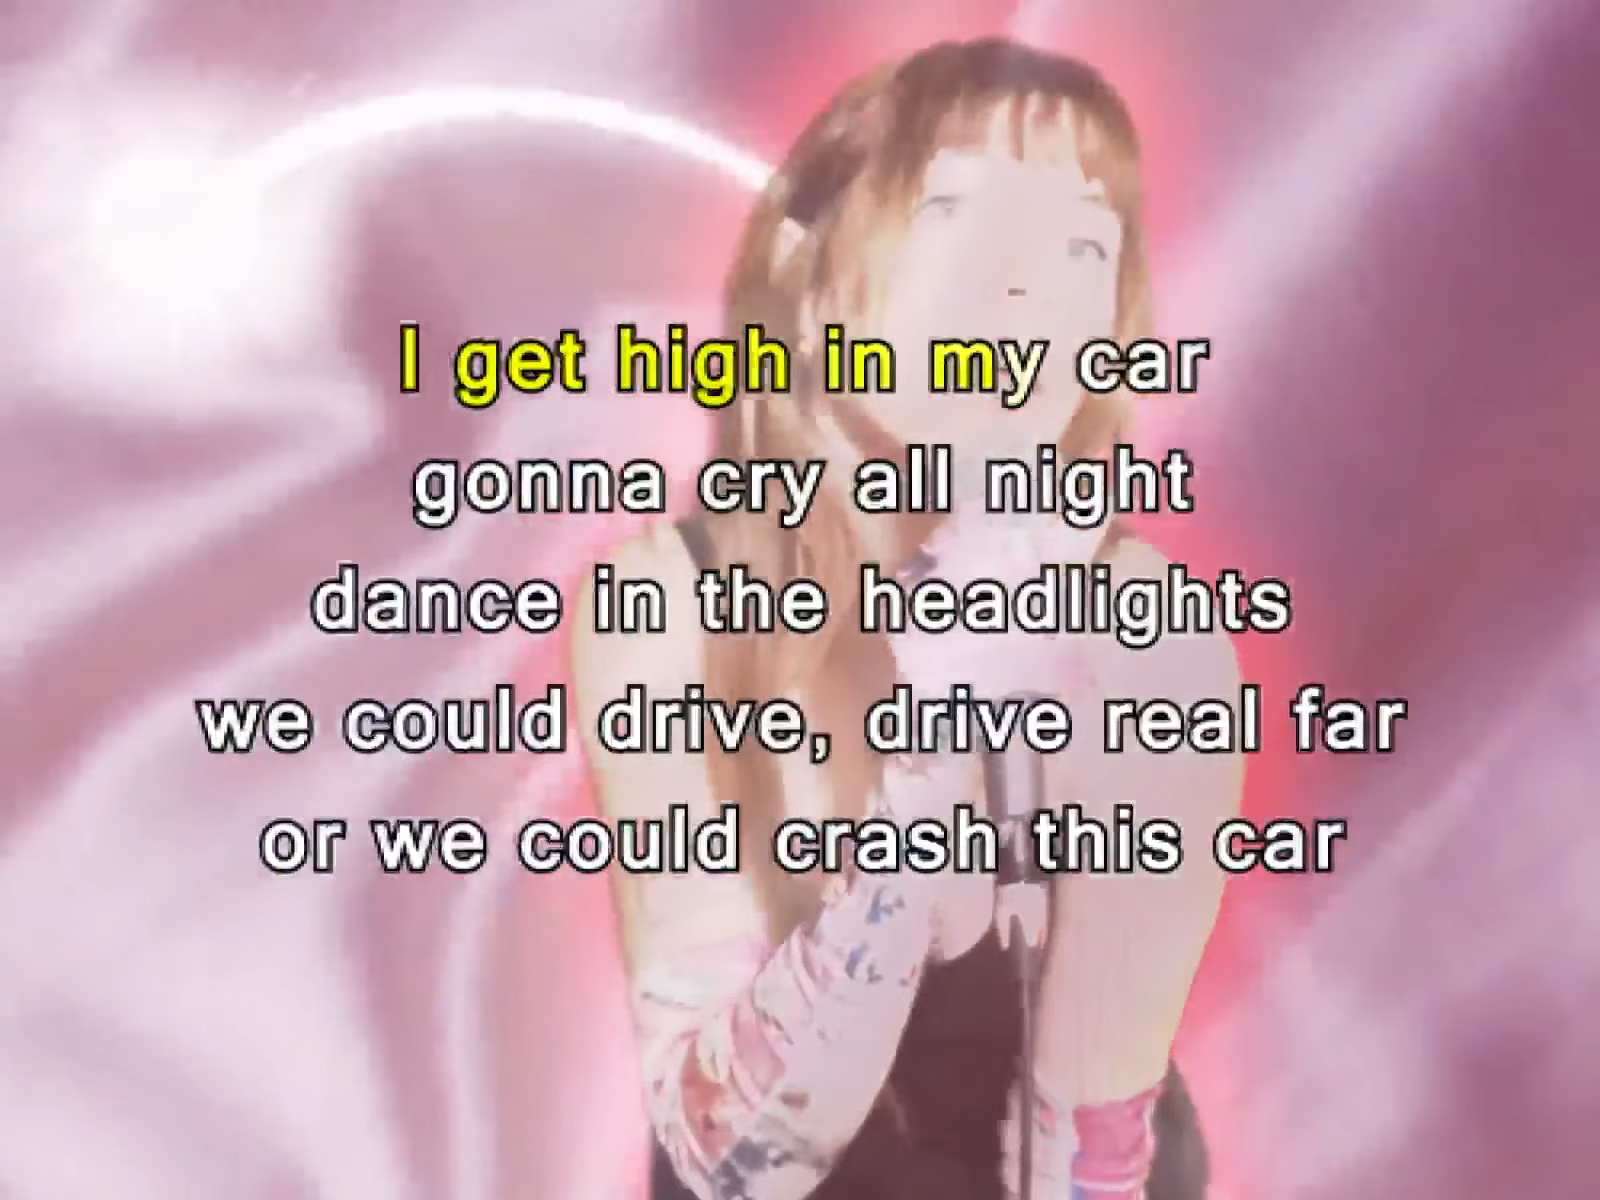 I get high in my car
gonna cry all night
dance in the headlights
we could drive, drive real far
or we could crash this car